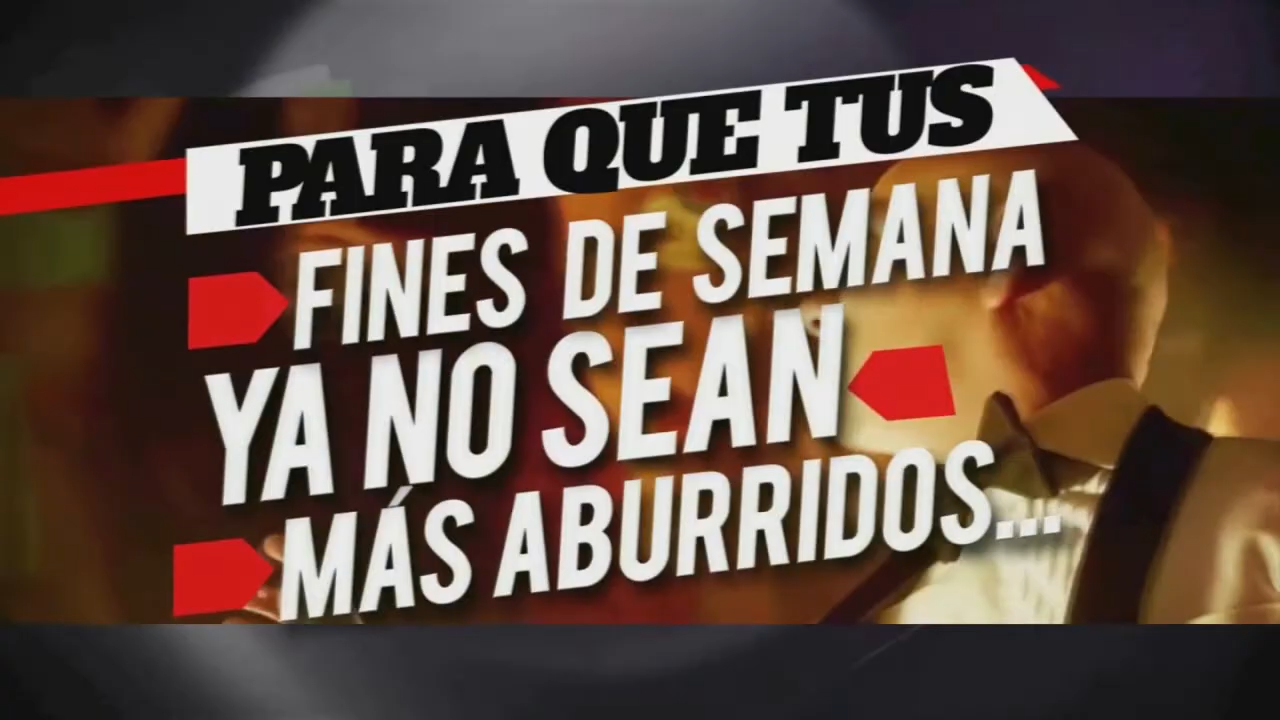 PARA QUE TUS
FINES DE SEMANA
YA NO SEAN
MÁS ABURRIDOS...